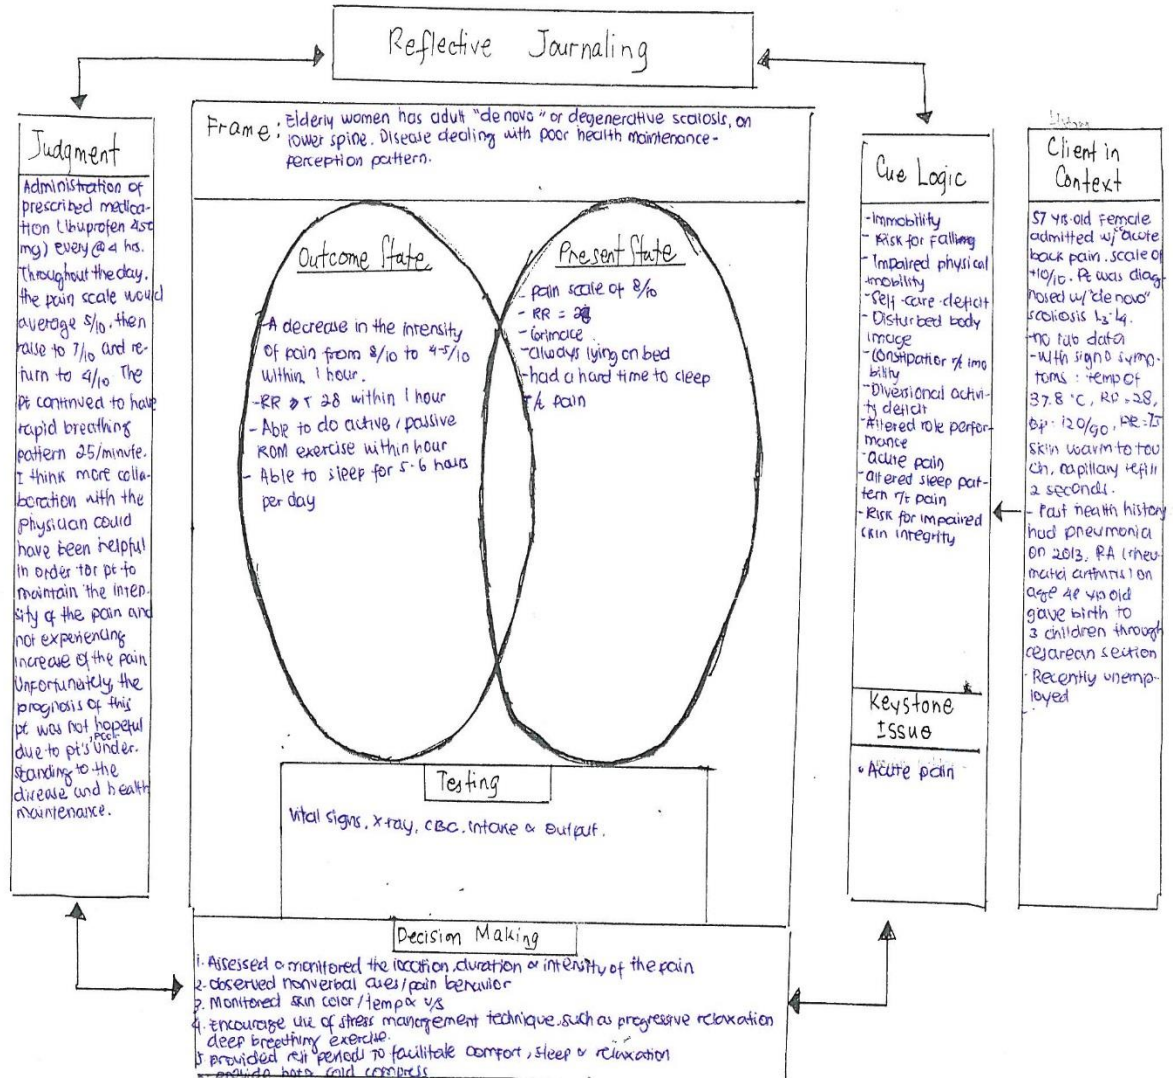 Reflective Journaling
Judgment
Administration of
prescribed medica-
tion (Ibuprofen 450
mg) every @ 4 hrs.
Throughout the day,
the pain scale would
average 5/10, then
raise to 7/10 and re-
turn to 4/10. The
pt continued to have
rapid breathing
pattern 25/minute.
I think more colla-
boration with the
physician could
have been helpful
in order for pt to
maintain the inten-
sity of the pain and
not experiencing
increase of the pain
Unfortunately, the
prognosis of this
pt was not hopeful
due to pt's poor under-
standing to the
disease and health
maintenance.
Frame: Elderly women has adult "de novo" or degenerative scoliosis, on
lower spine. Disease dealing with poor health maintenance-
perception pattern.
Outcome State
- A decrease in the intensity
of pain from 8/10 to 4-5/10
within 1 hour.
- RR 28 within 1 hour
- Able to do active/passive
ROM exercise within hour
- Able to sleep for 5-6 hours
per day
Present State
- pain scale of 8/10
- RR = 28
- Grimace
- always lying on bed
- had a hard time to sleep
r/t pain
Testing
Vital signs, x-ray, CBC, intake & output.
Decision Making
1. Assessed & monitored the location, duration & intensity of the pain
2. observed nonverbal cues/pain behavior
3. Monitored skin color/temp & v/s
4. Encourage use of stress management technique, such as progressive relaxation
deep breathing exercise.
5 provided rest periods to facilitate comfort, sleep & relaxation
provide both cold compress
Cue Logic
- Immobility
- Risk for Falling
- Impaired physical
mobility
- Self-care deficit
- Disturbed body
image
- Constipation r/t immo
bility
- Diversional activi-
ty deficit
- Altered role perfor-
mance
- acute pain
- altered sleep pat-
tern r/t pain
- Risk for impaired
skin integrity
Keystone
Issue
• Acute pain
Client in
Context
57 yrs. old Female
admitted w/ "acute
back pain. scale of
10/10. Pt was diag-
nosed w/ "de novo"
scoliosis L3-L4.
- no lab data
- with sign & symp-
toms: temp of
37.8 °C, RR = 28,
BP = 120/90, PR = 75
skin warm to tou
ch, capillary refill
2 seconds.
- Past health history
had pneumonia
on 2013, RA (rheu-
matoid arthritis) on
age 48 yrs old
gave birth to
3 children through
cesarean section
- Recently unemp-
loyed